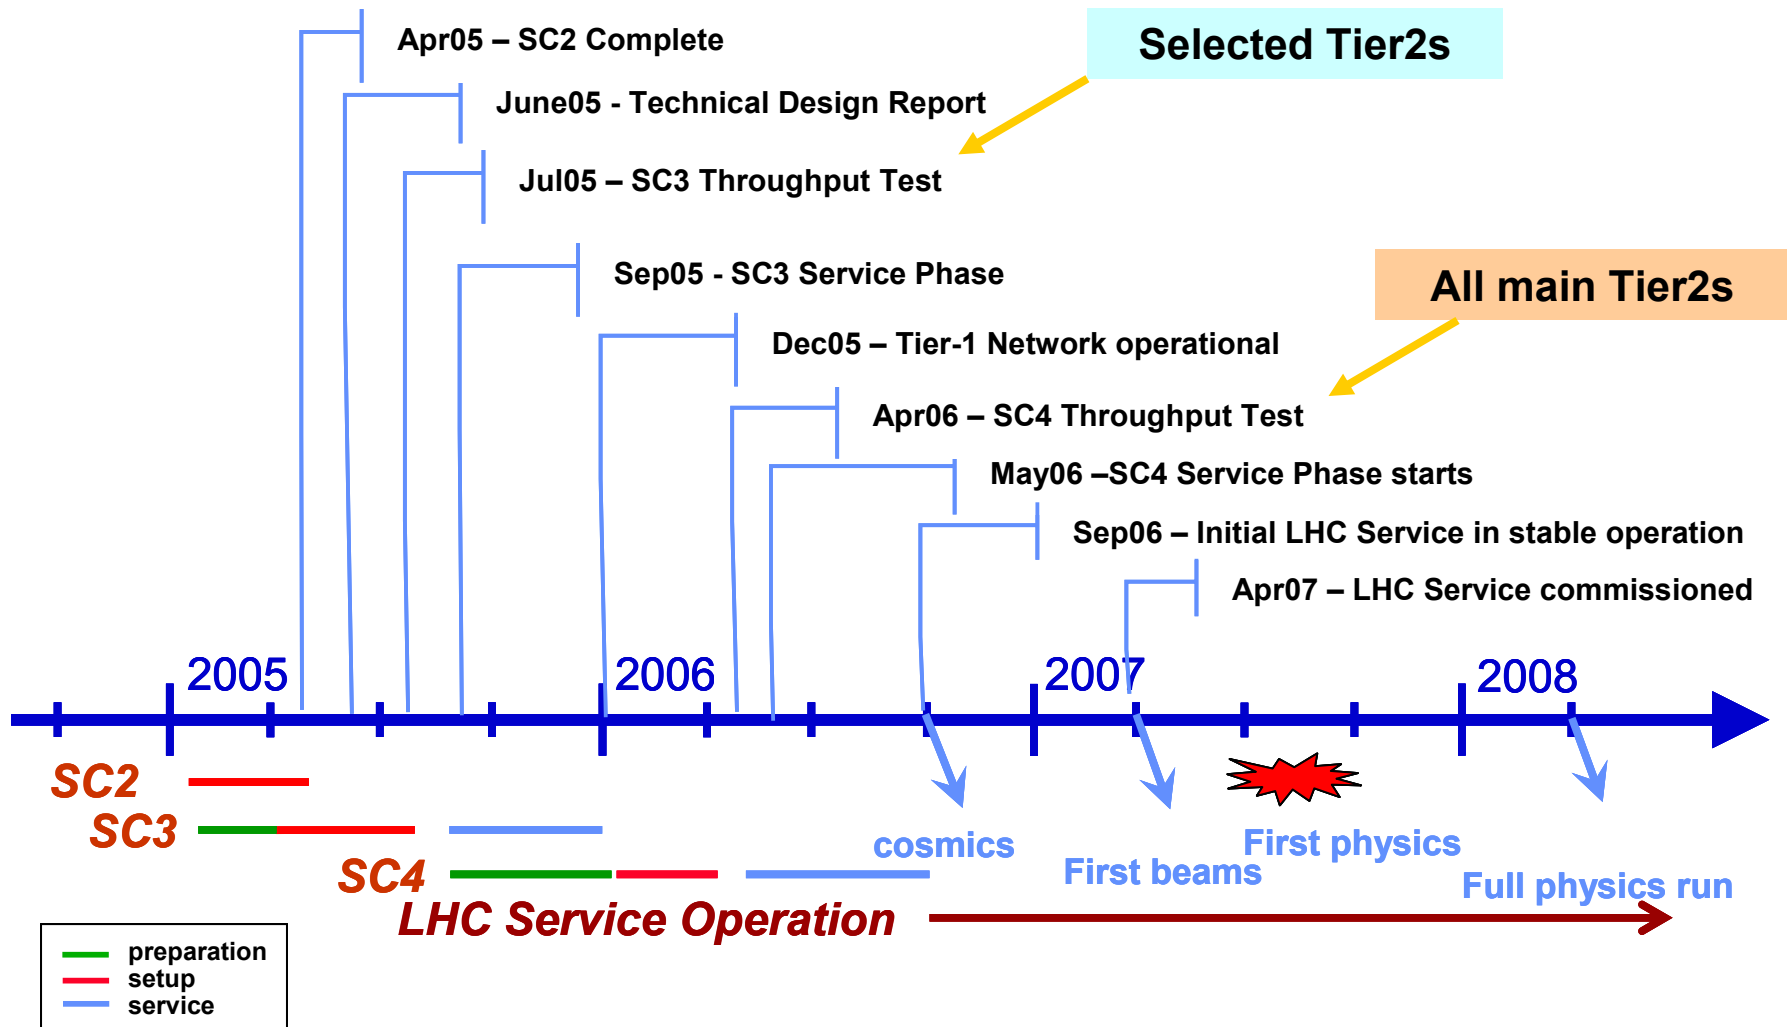 Apr05 – SC2 Complete
Selected Tier2s
June05 - Technical Design Report
Jul05 – SC3 Throughput Test
Sep05 - SC3 Service Phase
All main Tier2s
Dec05 – Tier-1 Network operational
Apr06 – SC4 Throughput Test
May06 –SC4 Service Phase starts
Sep06 – Initial LHC Service in stable operation
Apr07 – LHC Service commissioned
2005
2006
2007
2008
SC2
SC3
SC4
cosmics
First beams
First physics
Full physics run
LHC Service Operation
preparation
setup
service